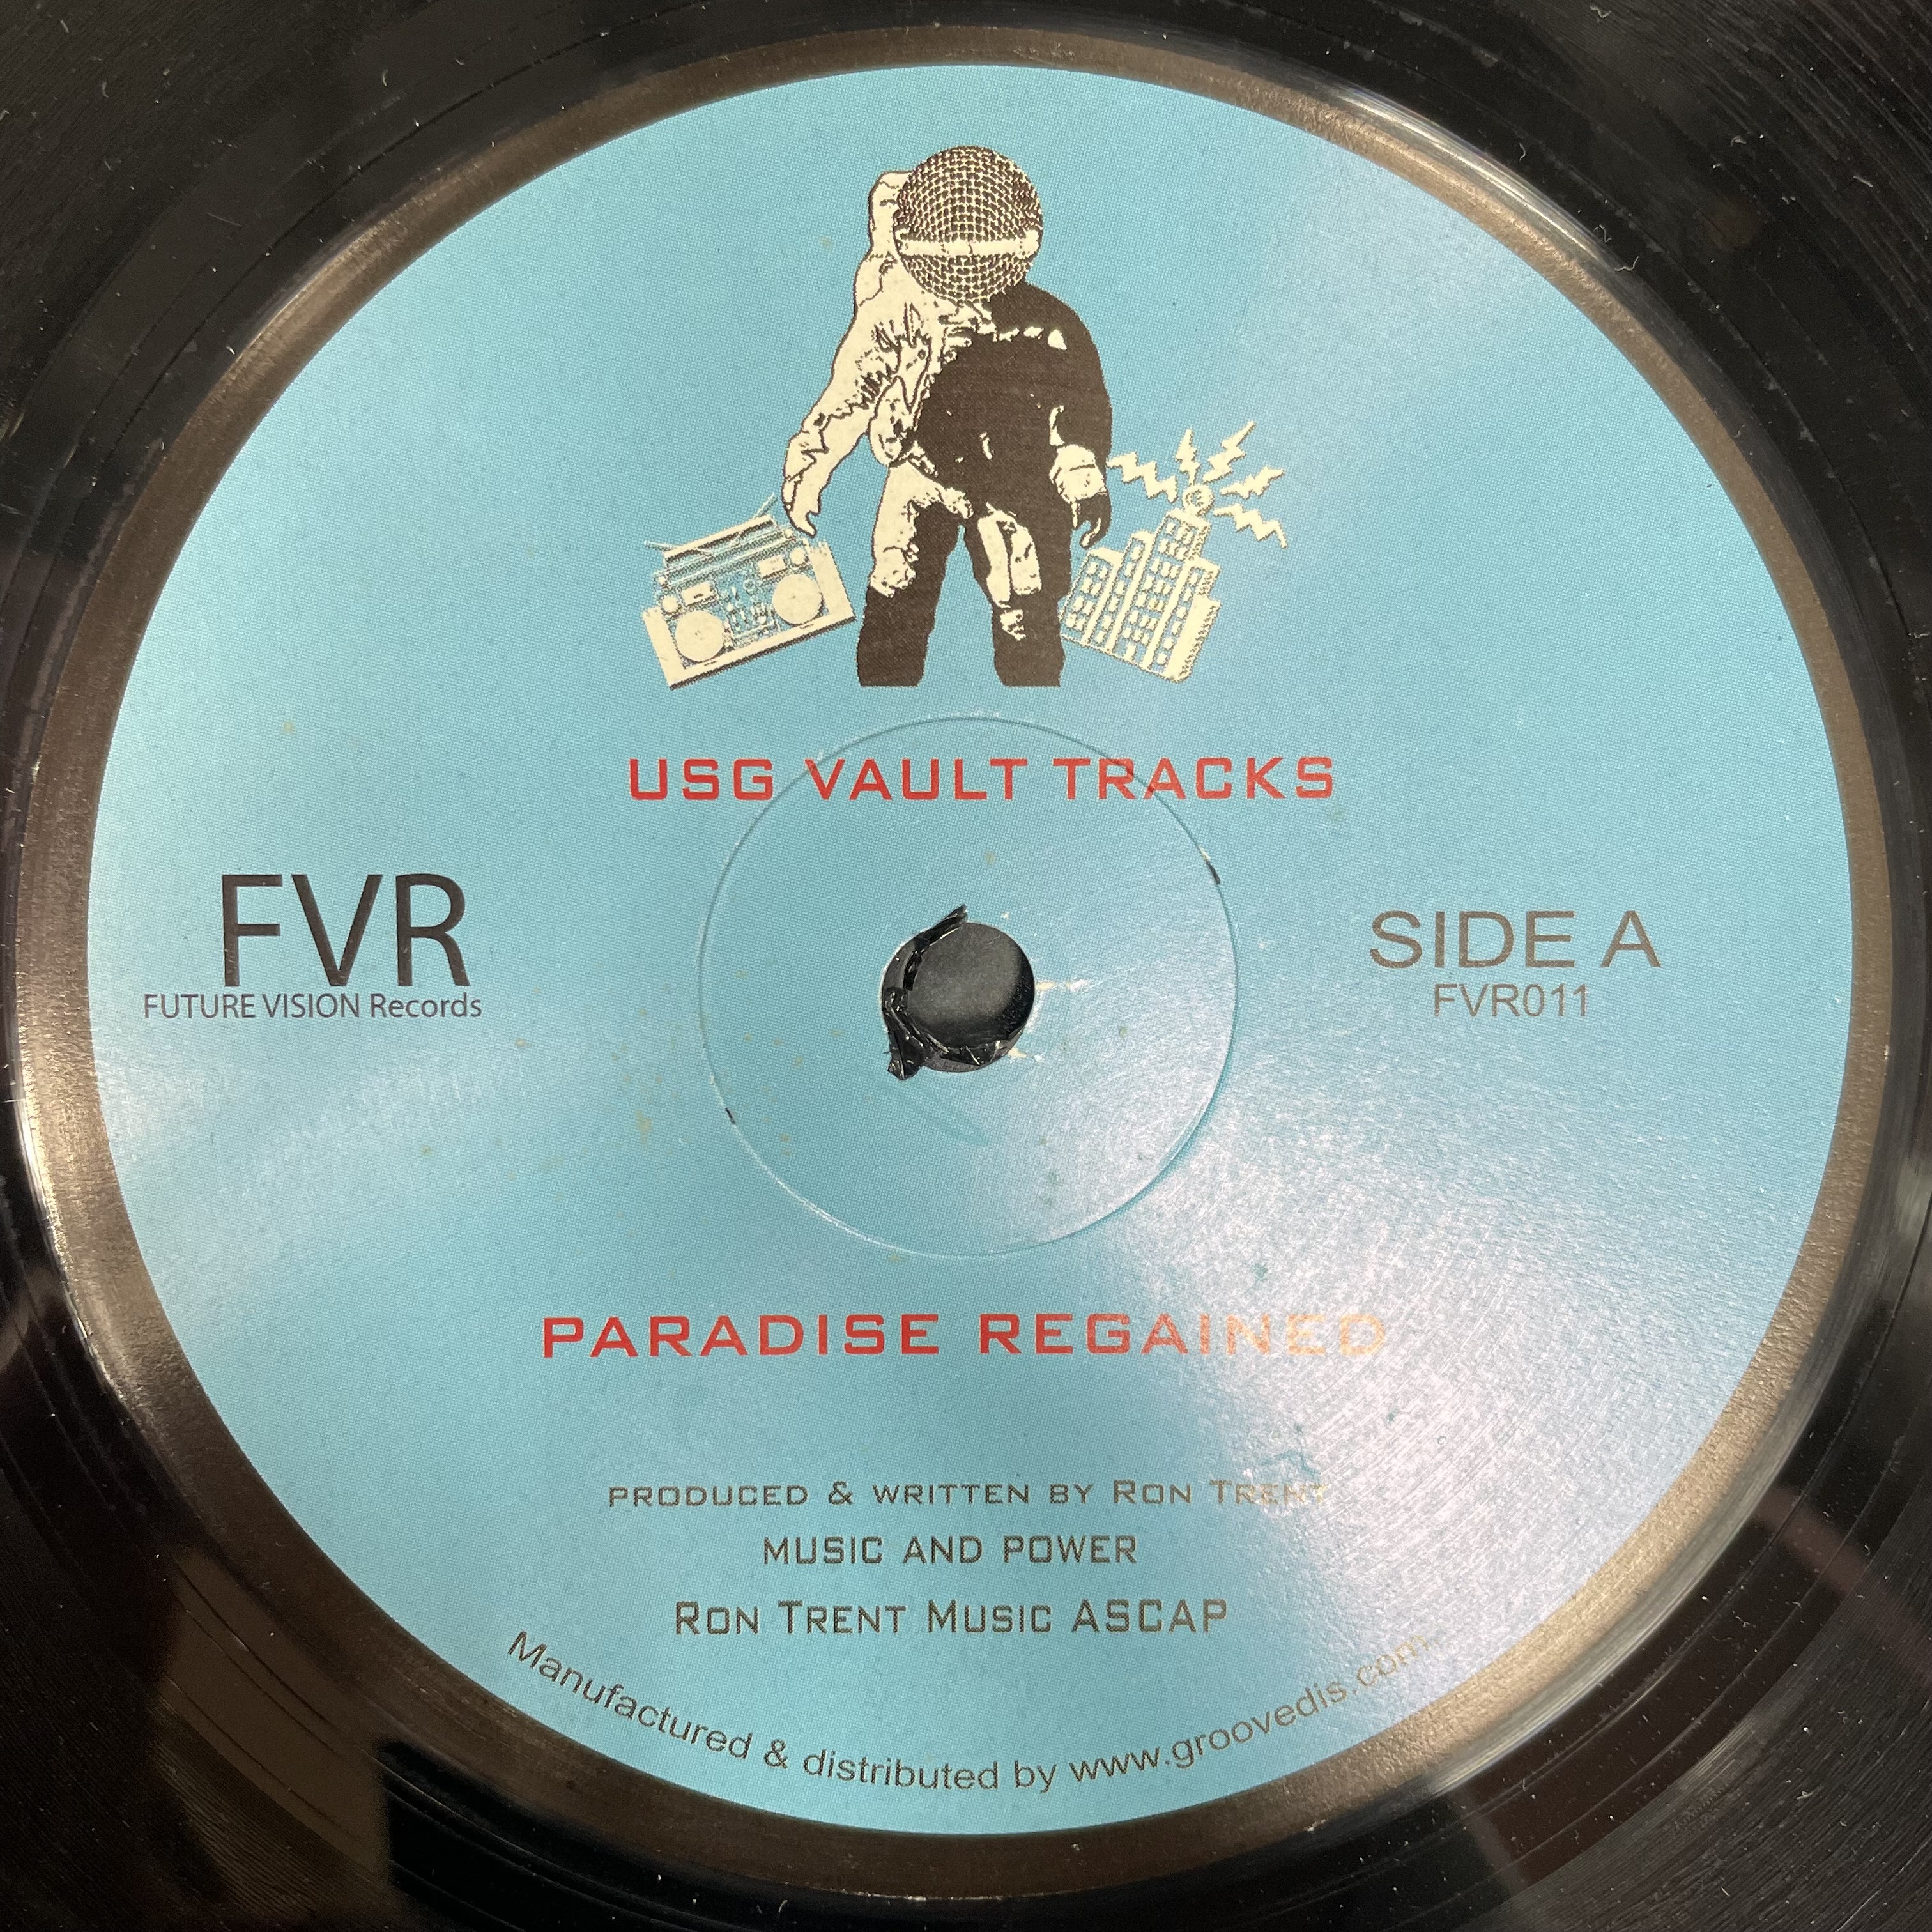 USG VAULT TRACKS
FVR
FUTURE VISION Records
SIDE A
FVR011
PARADISE REGAINED
PRODUCED & WRITTEN BY RON TRENT
MUSIC AND POWER
RON TRENT MUSIC ASCAP
Manufactured & distributed by www.groovedis.com